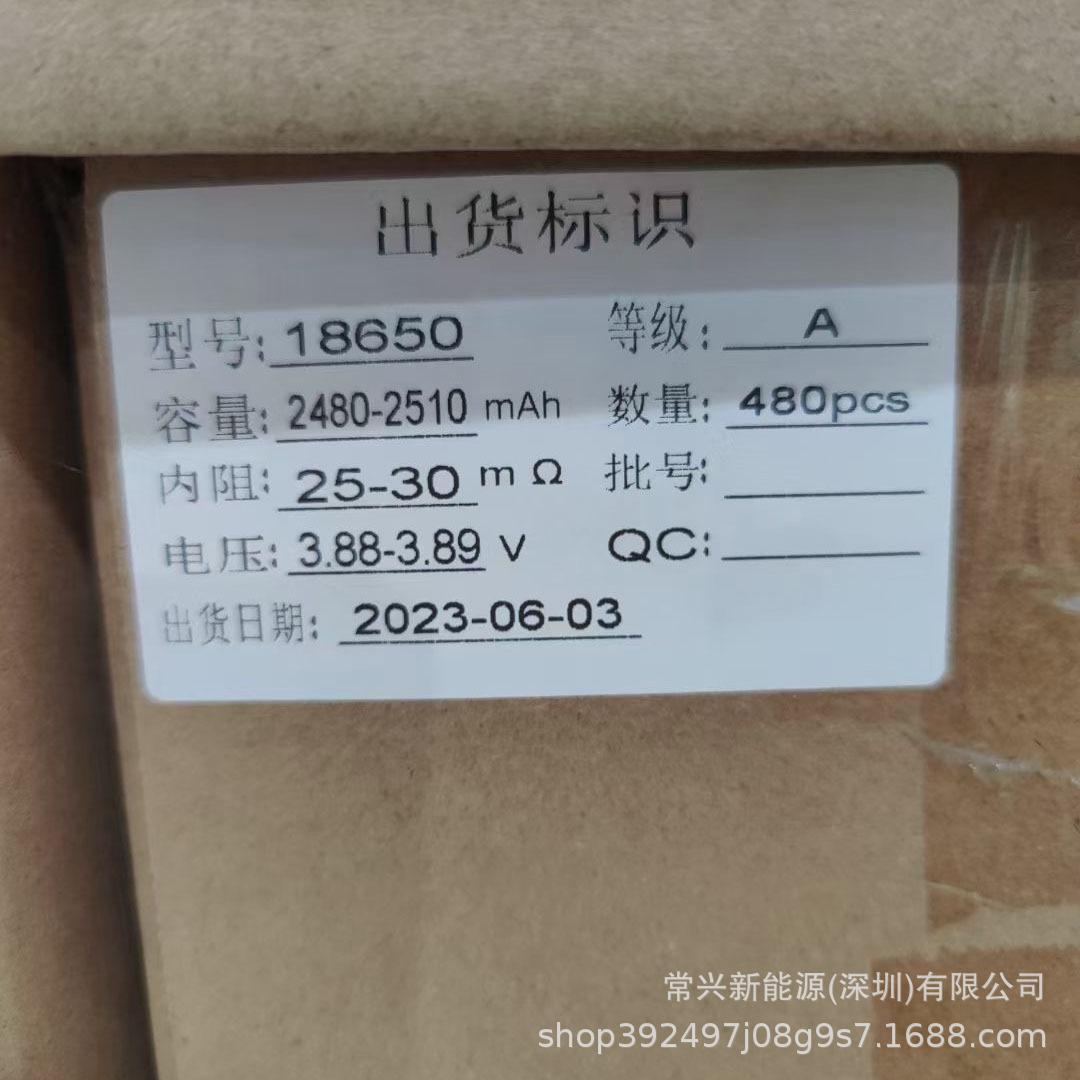 出货标识
型号: 18650 等级: A
容量: 2480-2510 mAh 数量: 480pcs
内阻: 25-30 m Ω 批号:
电压: 3.88-3.89 V QC:
出货日期: 2023-06-03
常兴新能源(深圳)有限公司
shop392497j08g9s7.1688.com